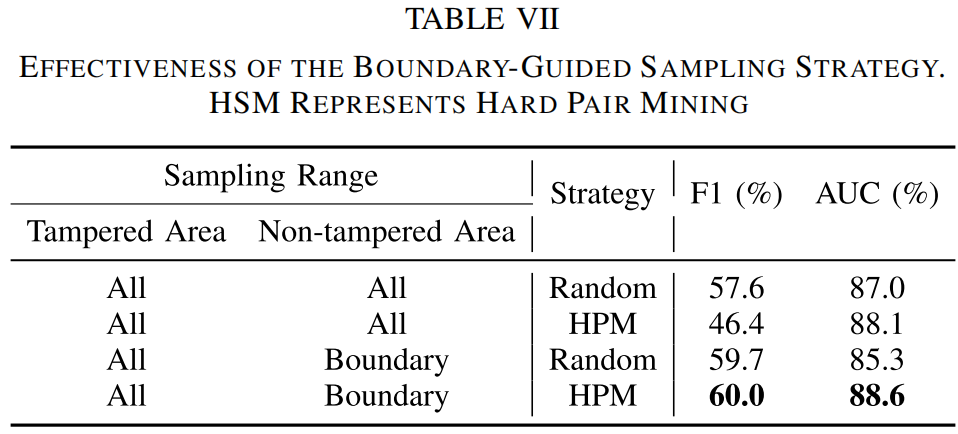 TABLE VII
EFFECTIVENESS OF THE BOUNDARY-GUIDED SAMPLING STRATEGY.
HSM REPRESENTS HARD PAIR MINING
Sampling Range Strategy F1 (%) AUC (%)
Tampered Area Non-tampered Area
All All Random 57.6 87.0
All All HPM 46.4 88.1
All Boundary Random 59.7 85.3
All Boundary HPM 60.0 88.6